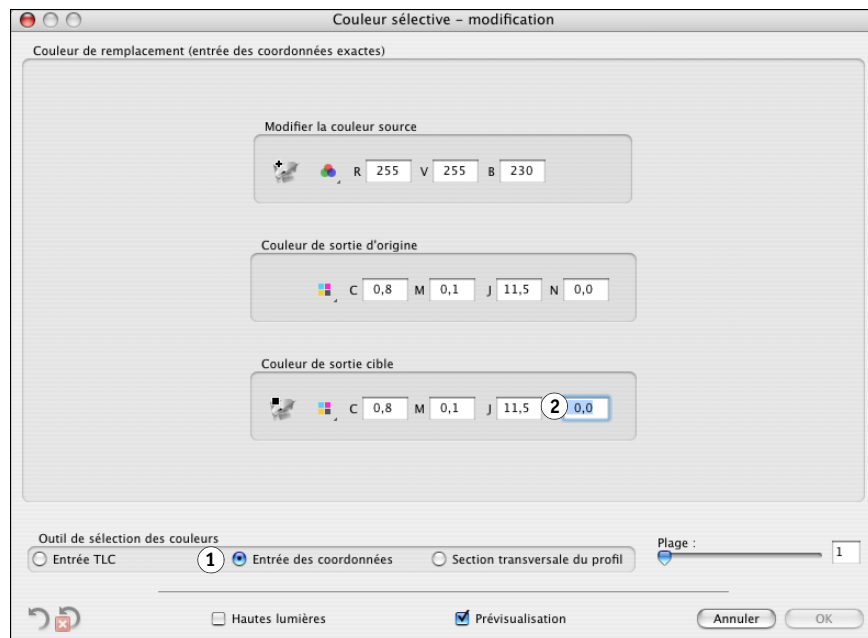 Couleur sélective – modification
Couleur de remplacement (entrée des coordonnées exactes)
Modifier la couleur source
R 255 V 255 B 230
Couleur de sortie d'origine
C 0,8 M 0,1 J 11,5 N 0,0
Couleur de sortie cible
C 0,8 M 0,1 J 11,5 2 0,0
Outil de sélection des couleurs
Entrée TLC 1 Entrée des coordonnées Section transversale du profil
Plage :
1
Hautes lumières Prévisualisation Annuler OK